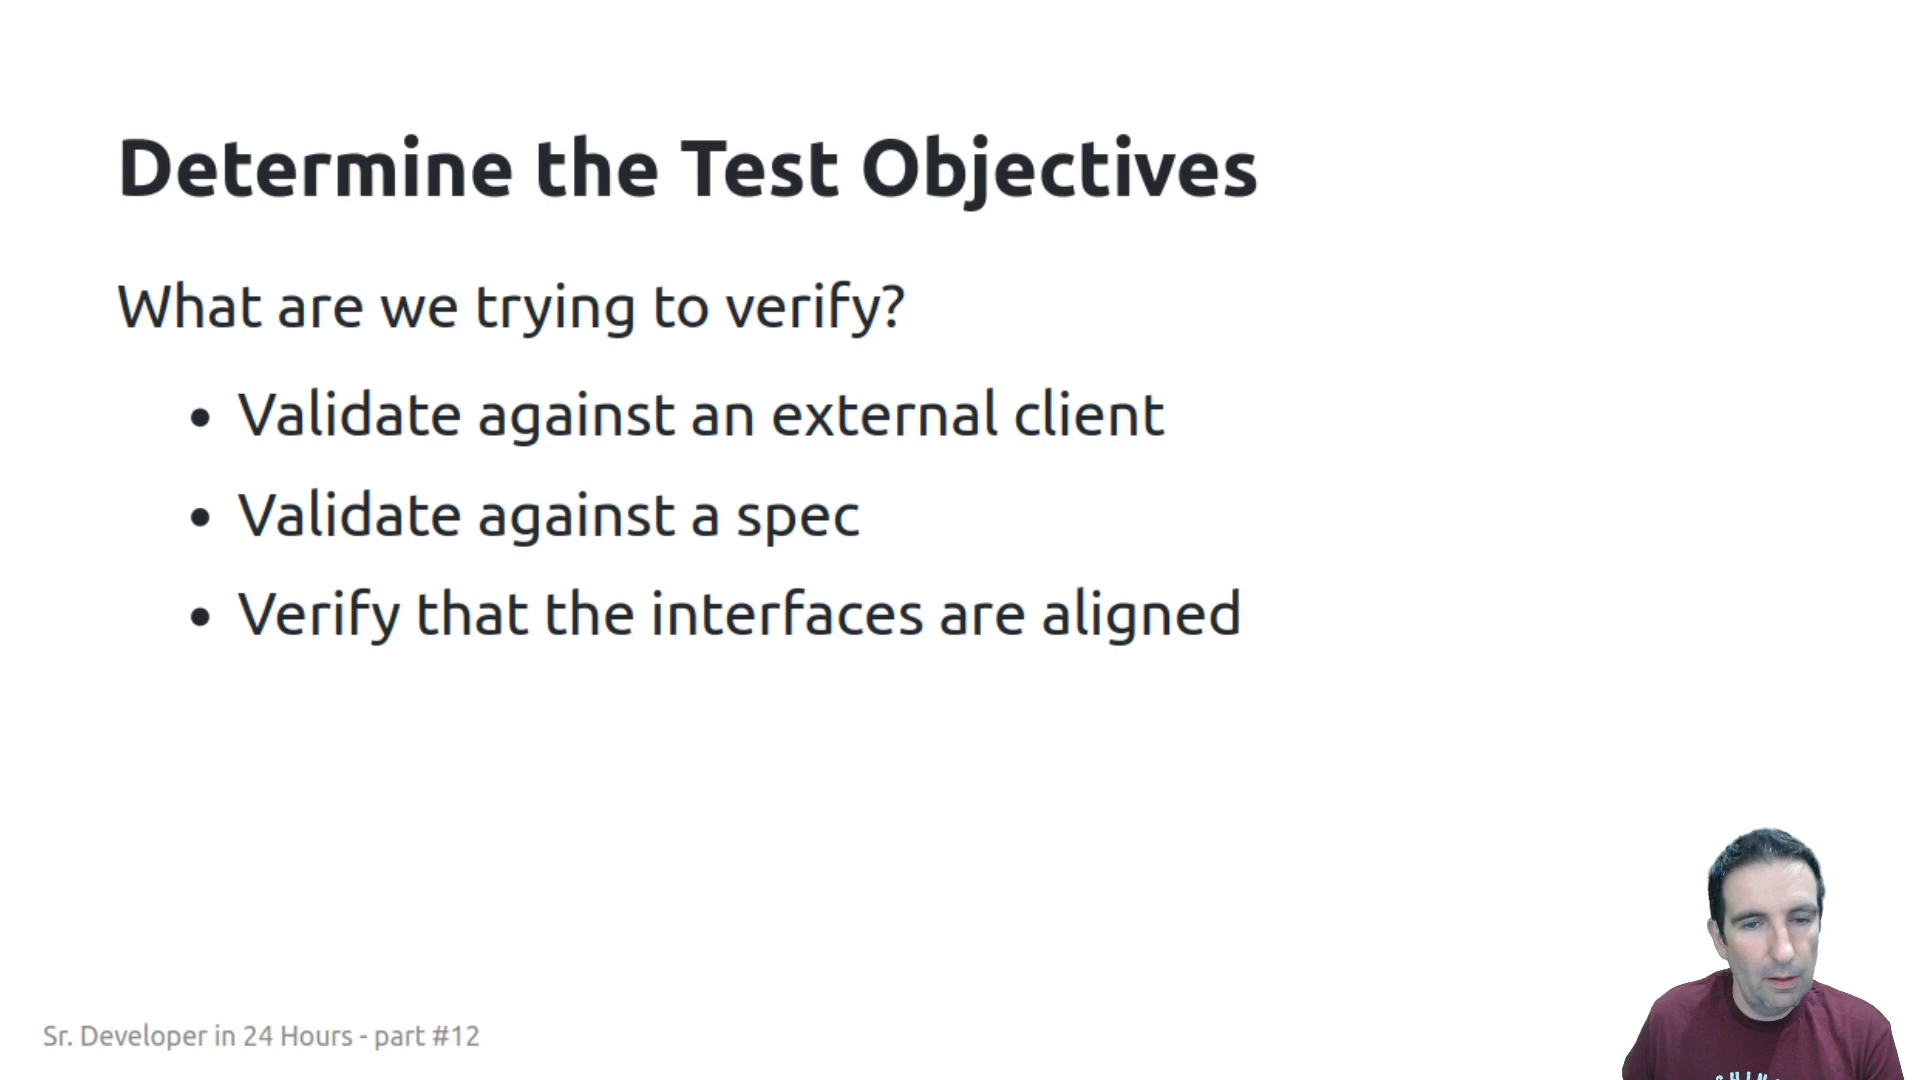 Determine the Test Objectives
What are we trying to verify?
• Validate against an external client
• Validate against a spec
• Verify that the interfaces are aligned
Sr. Developer in 24 Hours - part #12